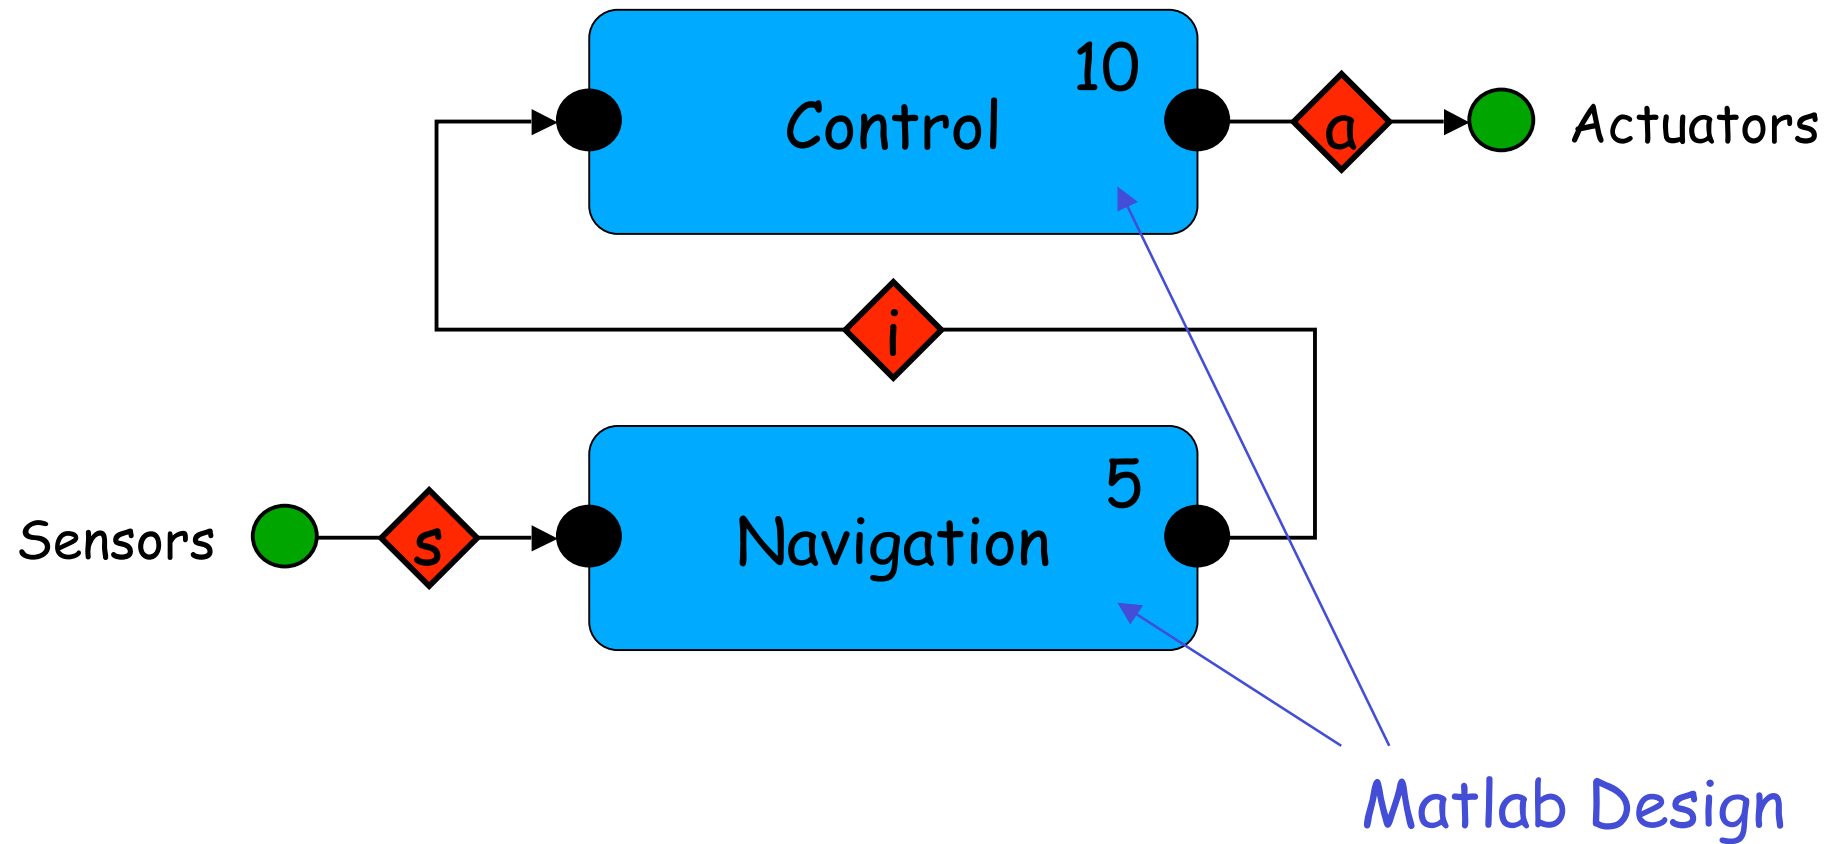 10
Control
a
Actuators
i
5
Sensors
s
Navigation
Matlab Design